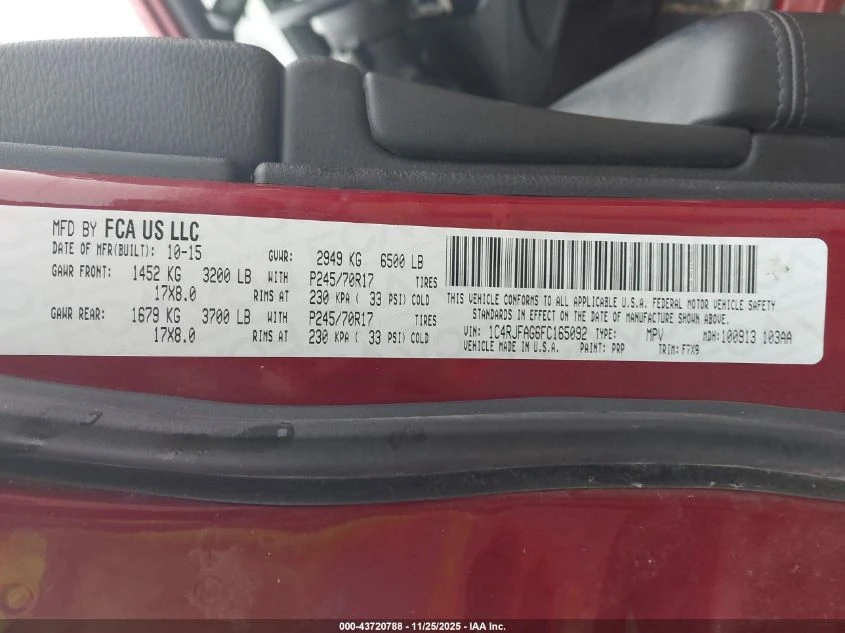 MFD BY FCA US LLC
DATE OF MFR(BUILT): 10-15 GVWR: 2949 KG 6500 LB
GAWR FRONT: 1452 KG 3200 LB WITH P245/70R17 TIRES
17X8.0 RIMS AT 230 KPA ( 33 PSI) COLD
GAWR REAR: 1679 KG 3700 LB WITH P245/70R17 TIRES
17X8.0 RIMS AT 230 KPA ( 33 PSI) COLD
THIS VEHICLE CONFORMS TO ALL APPLICABLE U.S.A. FEDERAL MOTOR VEHICLE SAFETY
STANDARDS IN EFFECT ON THE DATE OF MANUFACTURE SHOWN ABOVE.
VIN: 1C4RJFAG6FC165092 TYPE: MPV MDH:100913 103AA
VEHICLE MADE IN U.S.A. PAINT: PRP TRIM: F7X9
000-43720788 - 11/25/2025 - IAA Inc.